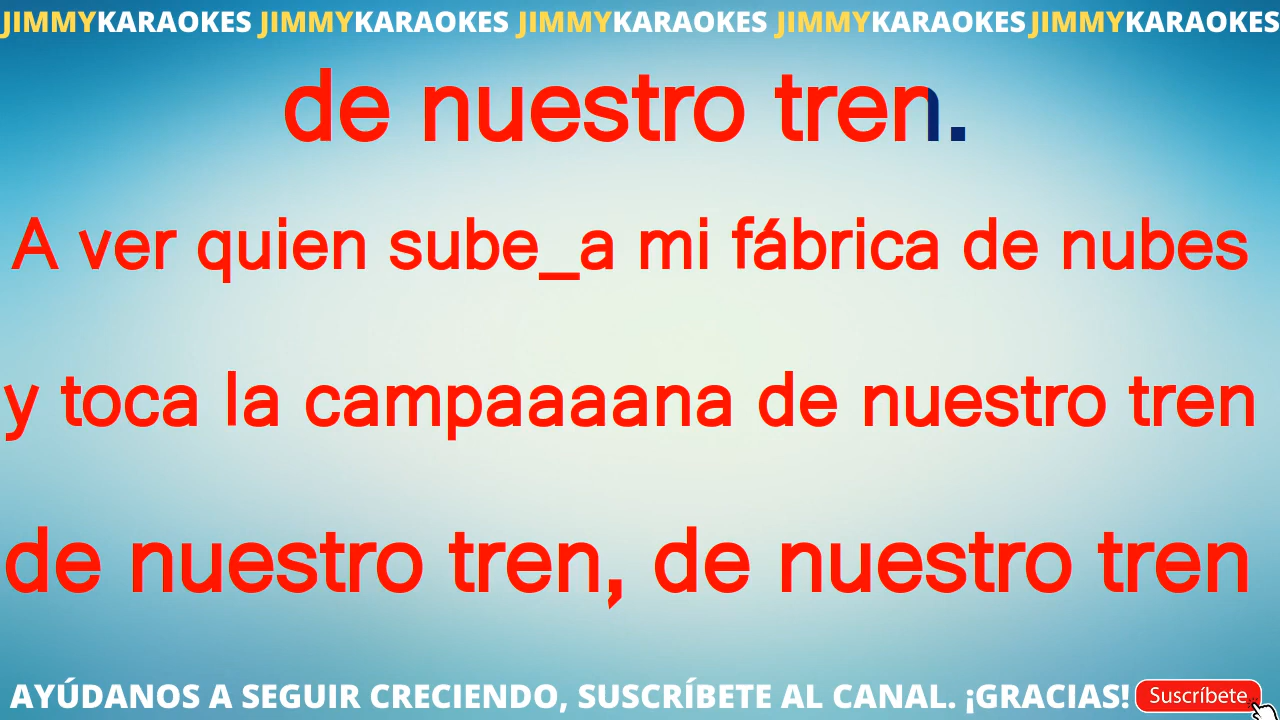 JIMMYKARAOKES JIMMYKARAOKES JIMMYKARAOKES JIMMYKARAOKES JIMMYKARAOKES
de nuestro tren.
A ver quien sube_a mi fábrica de nubes
y toca la campaaaana de nuestro tren
de nuestro tren, de nuestro tren
AYÚDANOS A SEGUIR CRECIENDO, SUSCRÍBETE AL CANAL. ¡GRACIAS! Suscríbete